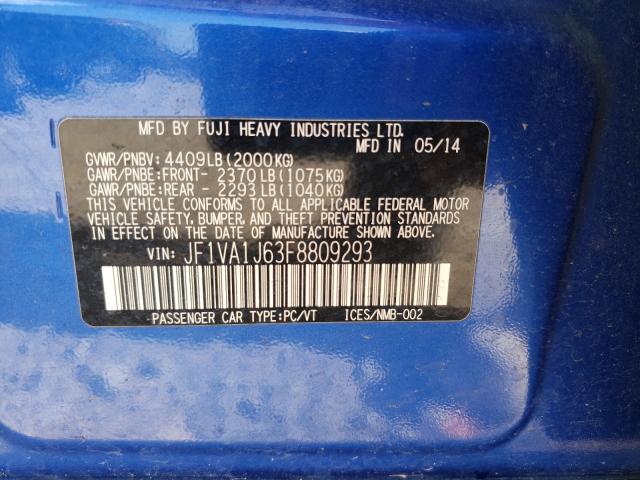 MFD BY FUJI HEAVY INDUSTRIES LTD.
MFD IN 05/14
GVWR/PNBV: 4409LB(2000KG)
GAWR/PNBE:FRONT- 2370LB(1075KG)
GAWR/PNBE:REAR - 2293LB(1040KG)
THIS VEHICLE CONFORMS TO ALL APPLICABLE FEDERAL MOTOR
VEHICLE SAFETY, BUMPER, AND THEFT PREVENTION STANDARDS
IN EFFECT ON THE DATE OF MANUFACTURE SHOWN ABOVE.
VIN: JF1VA1J63F8809293
PASSENGER CAR TYPE:PC/VT ICES/NMB-002